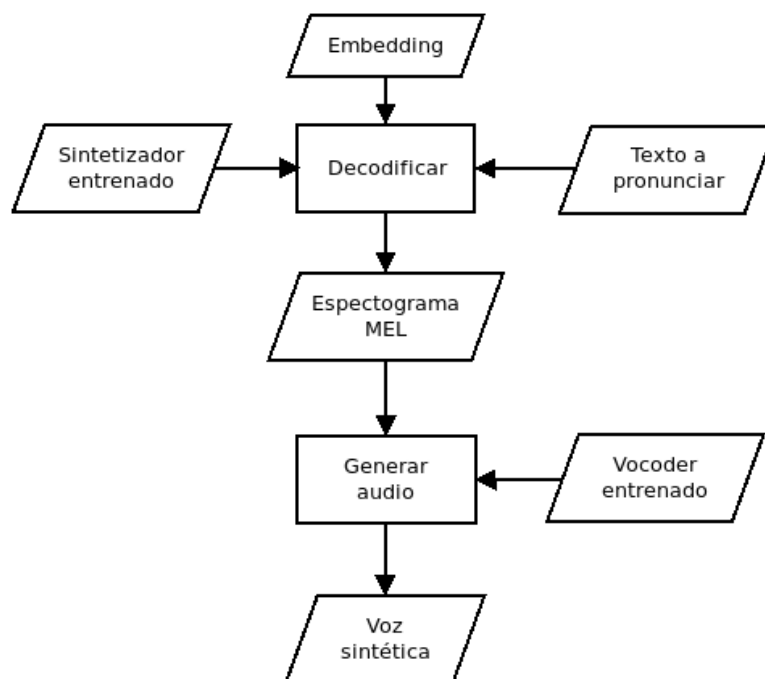 Embedding
Sintetizador
entrenado
Decodificar
Texto a
pronunciar
Espectograma
MEL
Generar
audio
Vocoder
entrenado
Voz
sintética